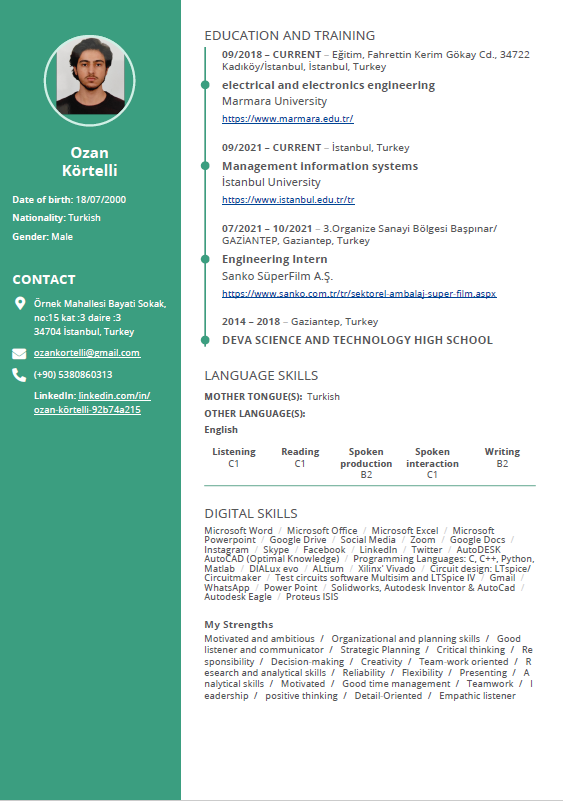 Ozan
Körtelli
Date of birth: 18/07/2000
Nationality: Turkish
Gender: Male
CONTACT
Örnek Mahallesi Bayati Sokak,
no:15 kat :3 daire :3
34704 İstanbul, Turkey
ozankortelli@gmail.com
(+90) 5380860313
LinkedIn: linkedin.com/in/
ozan-körtelli-92b74a215
EDUCATION AND TRAINING
09/2018 – CURRENT – Eğitim, Fahrettin Kerim Gökay Cd., 34722
Kadıköy/İstanbul, İstanbul, Turkey
electrical and electronics engineering
Marmara University
https://www.marmara.edu.tr/
09/2021 – CURRENT – İstanbul, Turkey
Management information systems
İstanbul University
https://www.istanbul.edu.tr/tr
07/2021 – 10/2021 – 3.Organize Sanayi Bölgesi Başpınar/
GAZİANTEP, Gaziantep, Turkey
Engineering Intern
Sanko SüperFilm A.Ş.
https://www.sanko.com.tr/tr/sektorel-ambalaj-super-film.aspx
2014 – 2018 – Gaziantep, Turkey
DEVA SCIENCE AND TECHNOLOGY HIGH SCHOOL
LANGUAGE SKILLS
MOTHER TONGUE(S): Turkish
OTHER LANGUAGE(S):
English
Listening Reading Spoken production Spoken interaction Writing
C1 C1 B2 C1 B2
DIGITAL SKILLS
Microsoft Word / Microsoft Office / Microsoft Excel / Microsoft
Powerpoint / Google Drive / Social Media / Zoom / Google Docs /
Instagram / Skype / Facebook / LinkedIn / Twitter / AutoDESK
AutoCAD (Optimal Knowledge) / Programming Languages: C, C++, Python,
Matlab / DIALux evo / ALtium / Xilinx' Vivado / Circuit design: LTspice/
Circuitmaker / Test circuits software Multisim and LTSpice IV / Gmail /
WhatsApp / Power Point / Solidworks, Autodesk Inventor & AutoCad /
Autodesk Eagle / Proteus ISIS
My Strengths
Motivated and ambitious / Organizational and planning skills / Good
listener and communicator / Strategic Planning / Critical thinking / Re
sponsibility / Decision-making / Creativity / Team-work oriented / R
esearch and analytical skills / Reliability / Flexibility / Presenting / A
nalytical skills / Motivated / Good time management / Teamwork / l
eadership / positive thinking / Detail-Oriented / Empathic listener